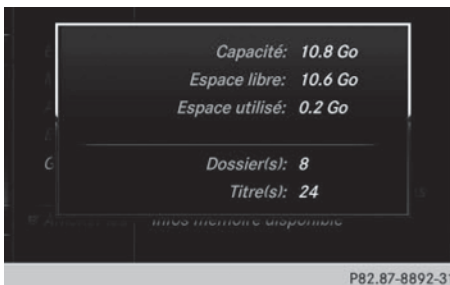 Capacité: 10.8 Go
Espace libre: 10.6 Go
Espace utilisé: 0.2 Go
Dossier(s): 8
Titre(s): 24
Infos mémoire disponible
P82.87-8892-31